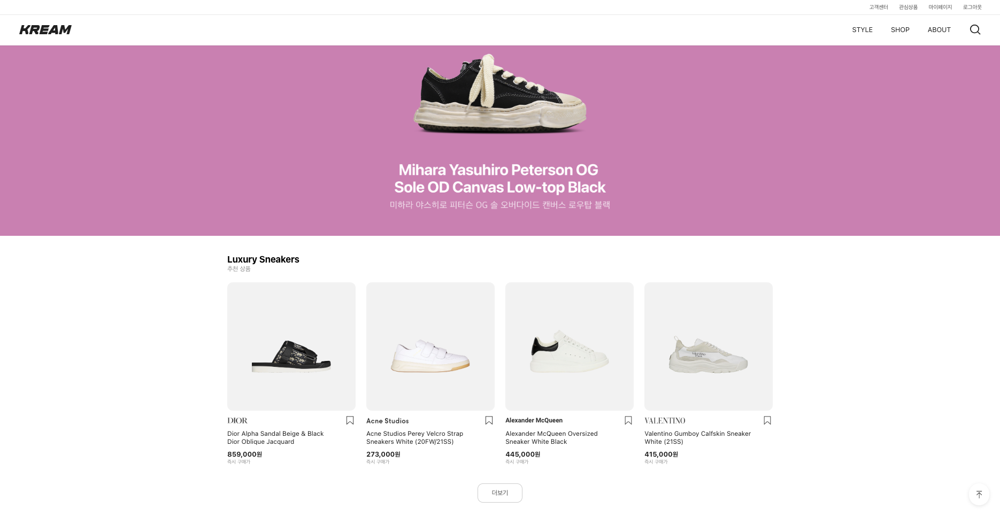 고객센터 관심상품 마이페이지 로그아웃
KREAM
STYLE SHOP ABOUT
Mihara Yasuhiro Peterson OG
Sole OD Canvas Low-top Black
미하라 야스히로 피터슨 OG 솔 오버다이드 캔버스 로우탑 블랙
Luxury Sneakers
추천 상품
VALENTINO
DIOR
Dior Alpha Sandal Beige & Black
Dior Oblique Jacquard
859,000원
즉시 구매가
Acne Studios
Acne Studios Perey Velcro Strap
Sneakers White (20FW/21SS)
273,000원
즉시 구매가
Alexander McQueen
Alexander McQueen Oversized
Sneaker White Black
445,000원
즉시 구매가
VALENTINO
Valentino Gumboy Calfskin Sneaker
White (21SS)
415,000원
즉시 구매가
더보기